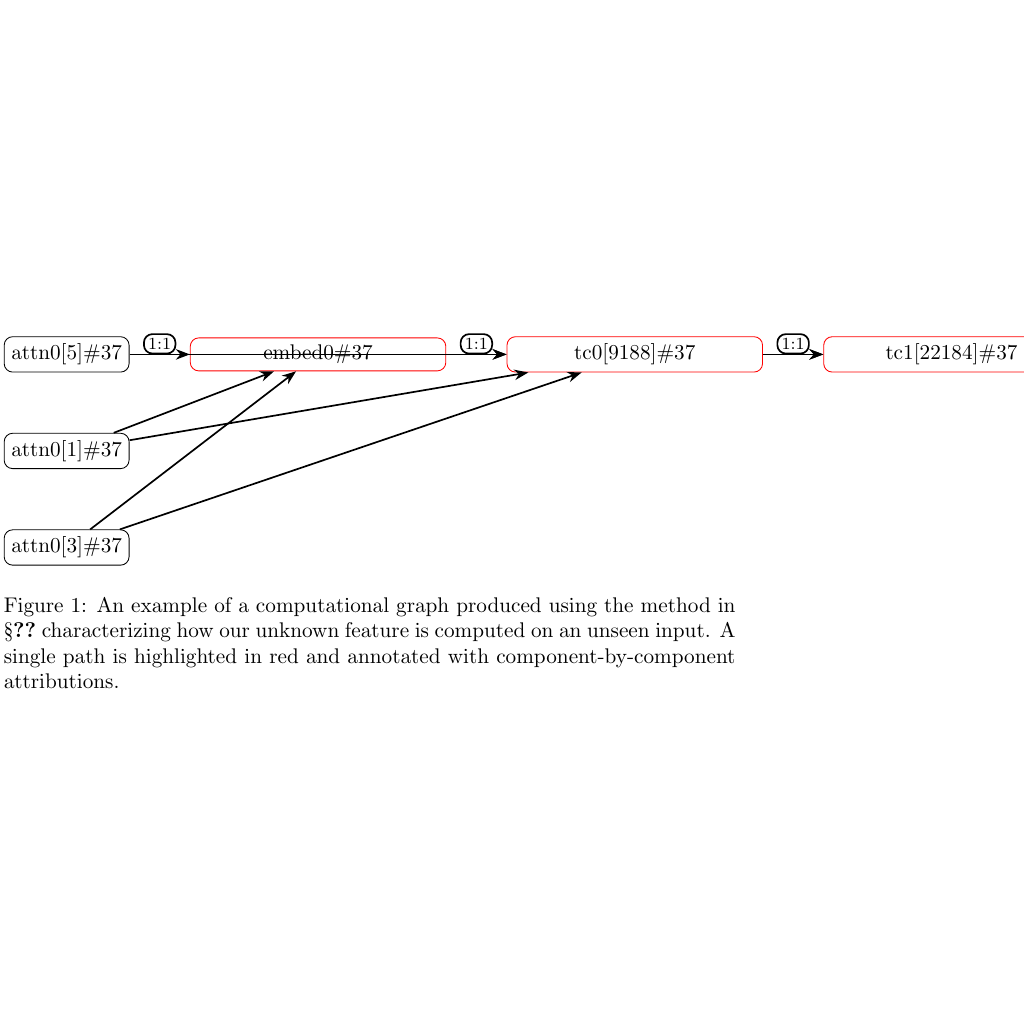 attn0[5]#37 1:1 embed0#37 1:1 tc0[9188]#37 1:1 tc1[22184]#37
attn0[1]#37
attn0[3]#37
Figure 1: An example of a computational graph produced using the method in
§?? characterizing how our unknown feature is computed on an unseen input. A
single path is highlighted in red and annotated with component-by-component
attributions.